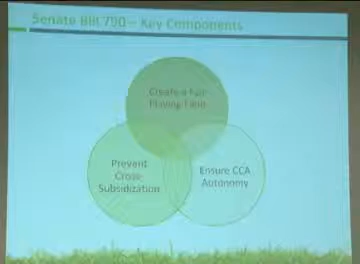 Senate Bill 790 – Key Components
Create a Fair
Playing Field
Prevent
Cross-
Subsidization
Ensure CCA
Autonomy